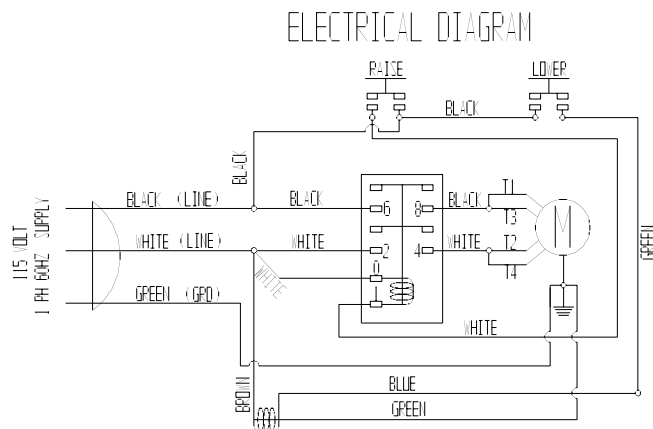 ELECTRICAL DIAGRAM
RAISE
LOWER
BLACK
BLACK
BLACK (LINE)
BLACK
6
8
BLACK
T1
T3
115 VOLT
1 PH 60HZ SUPPLY
WHITE (LINE)
WHITE
2
4
WHITE
T2
T4
M
GREEN
WHITE
0
1
GREEN (GRD)
WHITE
BROWN
BLUE
GREEN